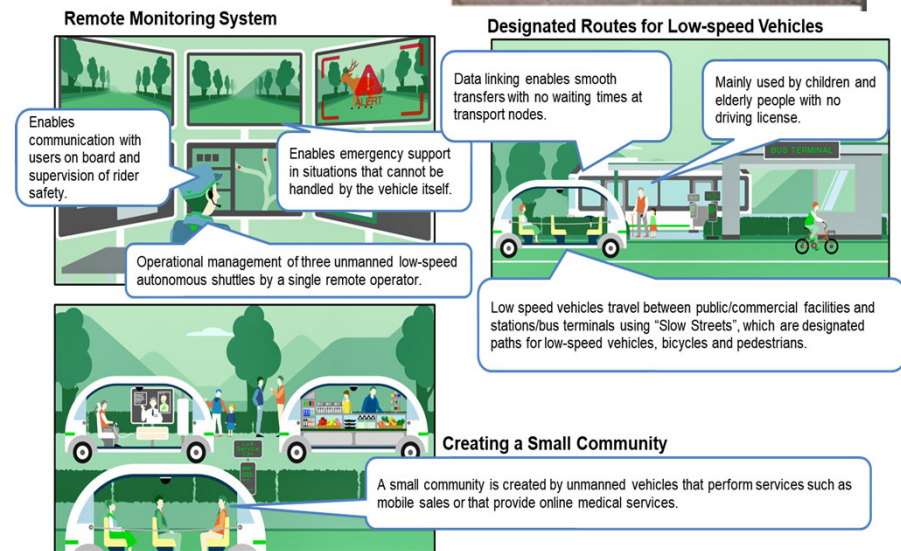 Remote Monitoring System
ALERT
Enables
communication with
users on board and
supervision of rider
safety.
Enables emergency support
in situations that cannot be
handled by the vehicle itself.
Operational management of three unmanned low-speed
autonomous shuttles by a single remote operator.
Designated Routes for Low-speed Vehicles
Data linking enables smooth
transfers with no waiting times at
transport nodes.
Mainly used by children and
elderly people with no
driving license.
BUS TERMINAL
Low speed vehicles travel between public/commercial facilities and
stations/bus terminals using “Slow Streets”, which are designated
paths for low-speed vehicles, bicycles and pedestrians.
Creating a Small Community
A small community is created by unmanned vehicles that perform services such as
mobile sales or that provide online medical services.